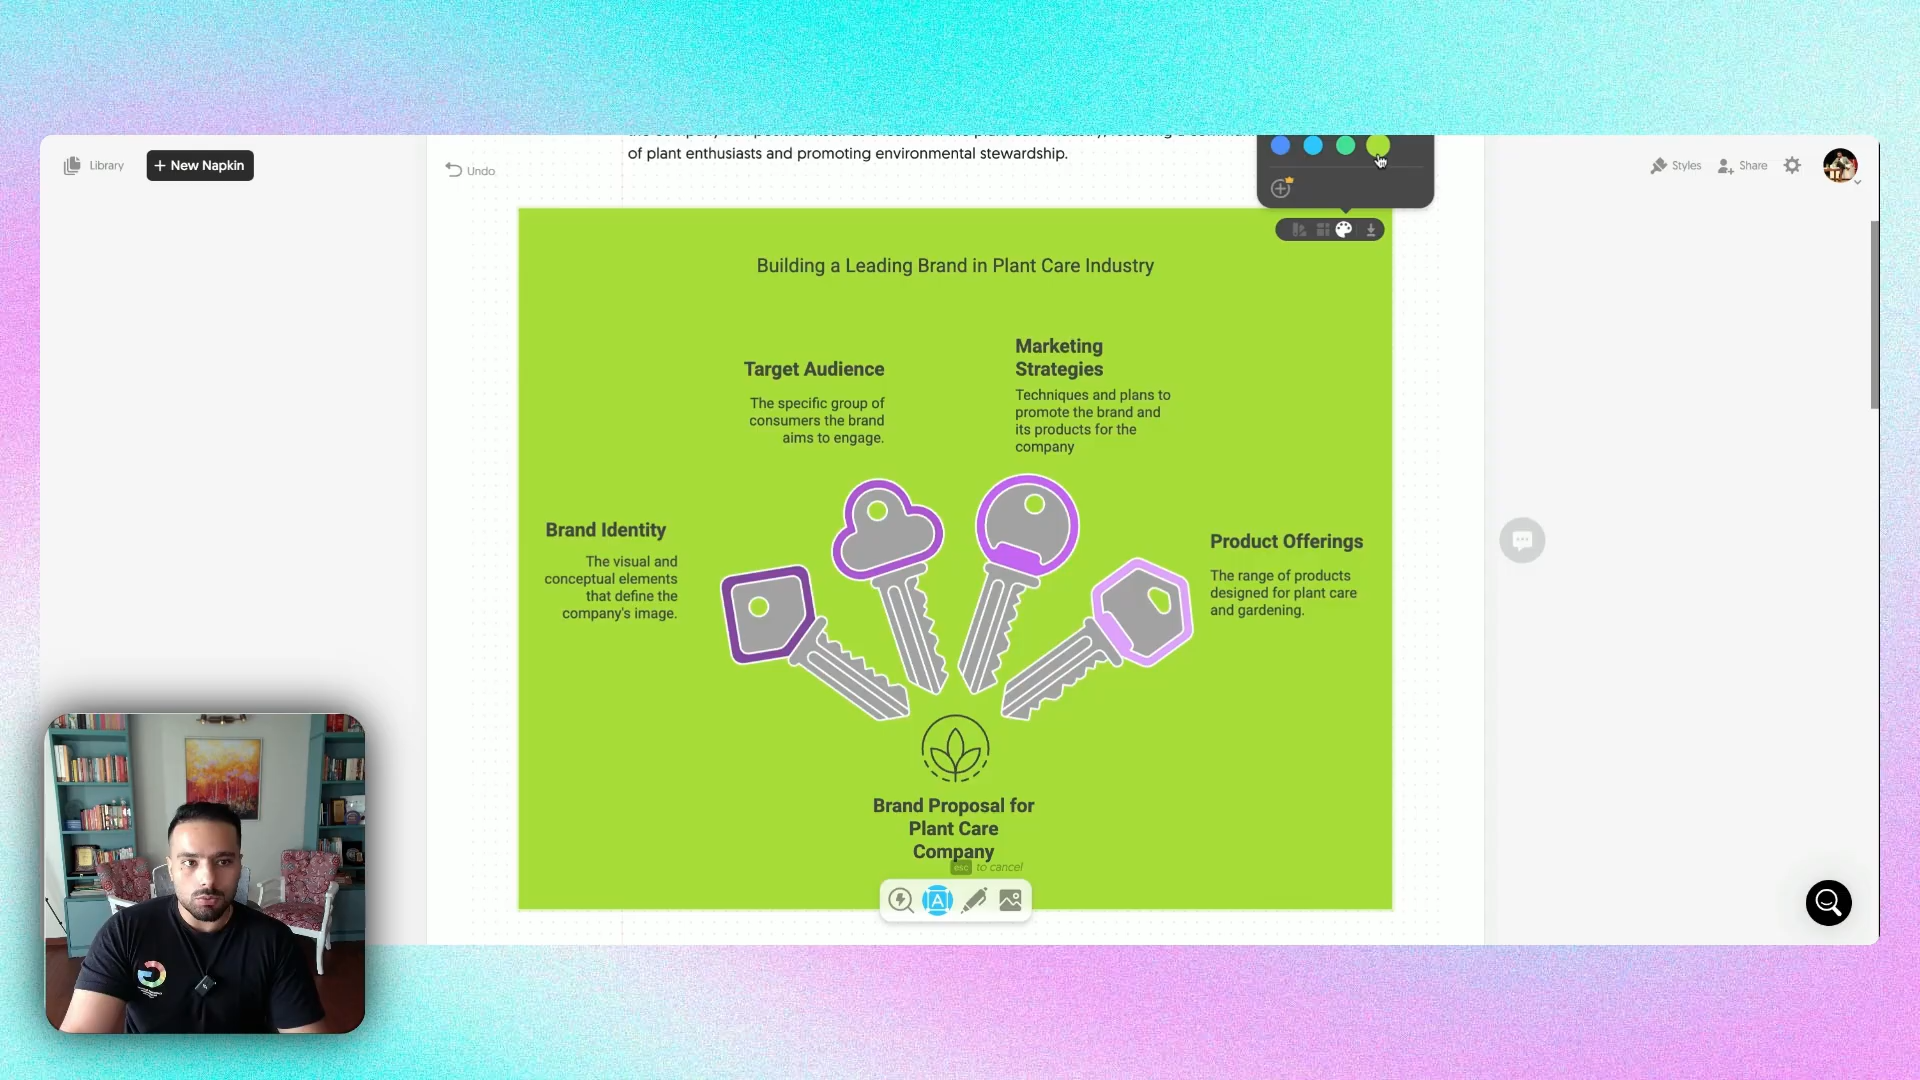 of plant enthusiasts and promoting environmental stewardship.
Library
+ New Napkin
Undo
Styles
Share
Building a Leading Brand in Plant Care Industry
Target Audience
The specific group of
consumers the brand
aims to engage.
Marketing
Strategies
Techniques and plans to
promote the brand and
its products for the
company
Brand Identity
The visual and
conceptual elements
that define the
company's image.
Product Offerings
The range of products
designed for plant care
and gardening.
Brand Proposal for
Plant Care
Company
esc to cancel
A